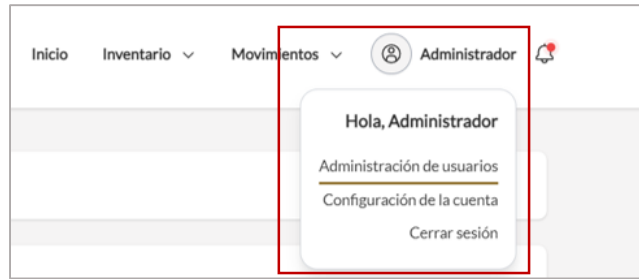 Inicio Inventario Movimientos Administrador
Hola, Administrador
Administración de usuarios
Configuración de la cuenta
Cerrar sesión